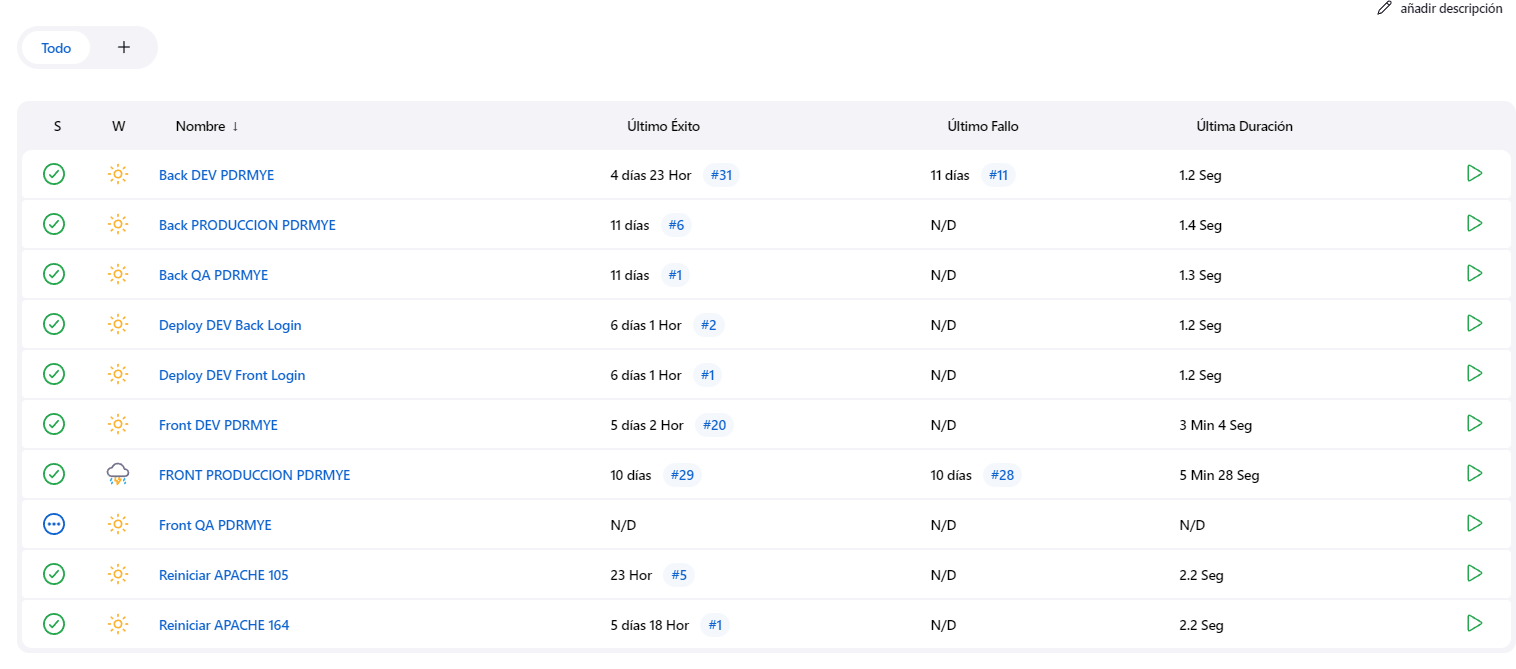 añadir descripción
Todo +
S W Nombre ↓ Último Éxito Último Fallo Última Duración
Back DEV PDRMYE 4 días 23 Hor #31 11 días #11 1.2 Seg
Back PRODUCCION PDRMYE 11 días #6 N/D 1.4 Seg
Back QA PDRMYE 11 días #1 N/D 1.3 Seg
Deploy DEV Back Login 6 días 1 Hor #2 N/D 1.2 Seg
Deploy DEV Front Login 6 días 1 Hor #1 N/D 1.2 Seg
Front DEV PDRMYE 5 días 2 Hor #20 N/D 3 Min 4 Seg
FRONT PRODUCCION PDRMYE 10 días #29 10 días #28 5 Min 28 Seg
Front QA PDRMYE N/D N/D N/D
Reiniciar APACHE 105 23 Hor #5 N/D 2.2 Seg
Reiniciar APACHE 164 5 días 18 Hor #1 N/D 2.2 Seg